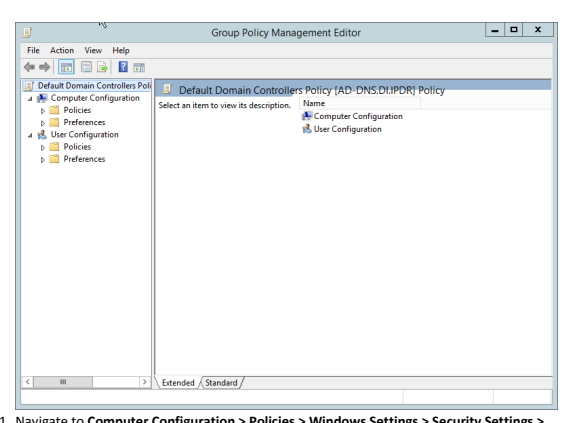 Group Policy Management Editor
File Action View Help
Default Domain Controllers Poli
Computer Configuration
Policies
Preferences
User Configuration
Policies
Preferences
Default Domain Controllers Policy [AD-DNS.DI.IPDR] Policy
Select an item to view its description.
Name
Computer Configuration
User Configuration
Extended Standard
1. Navigate to Computer Configuration > Policies > Windows Settings > Security Settings >